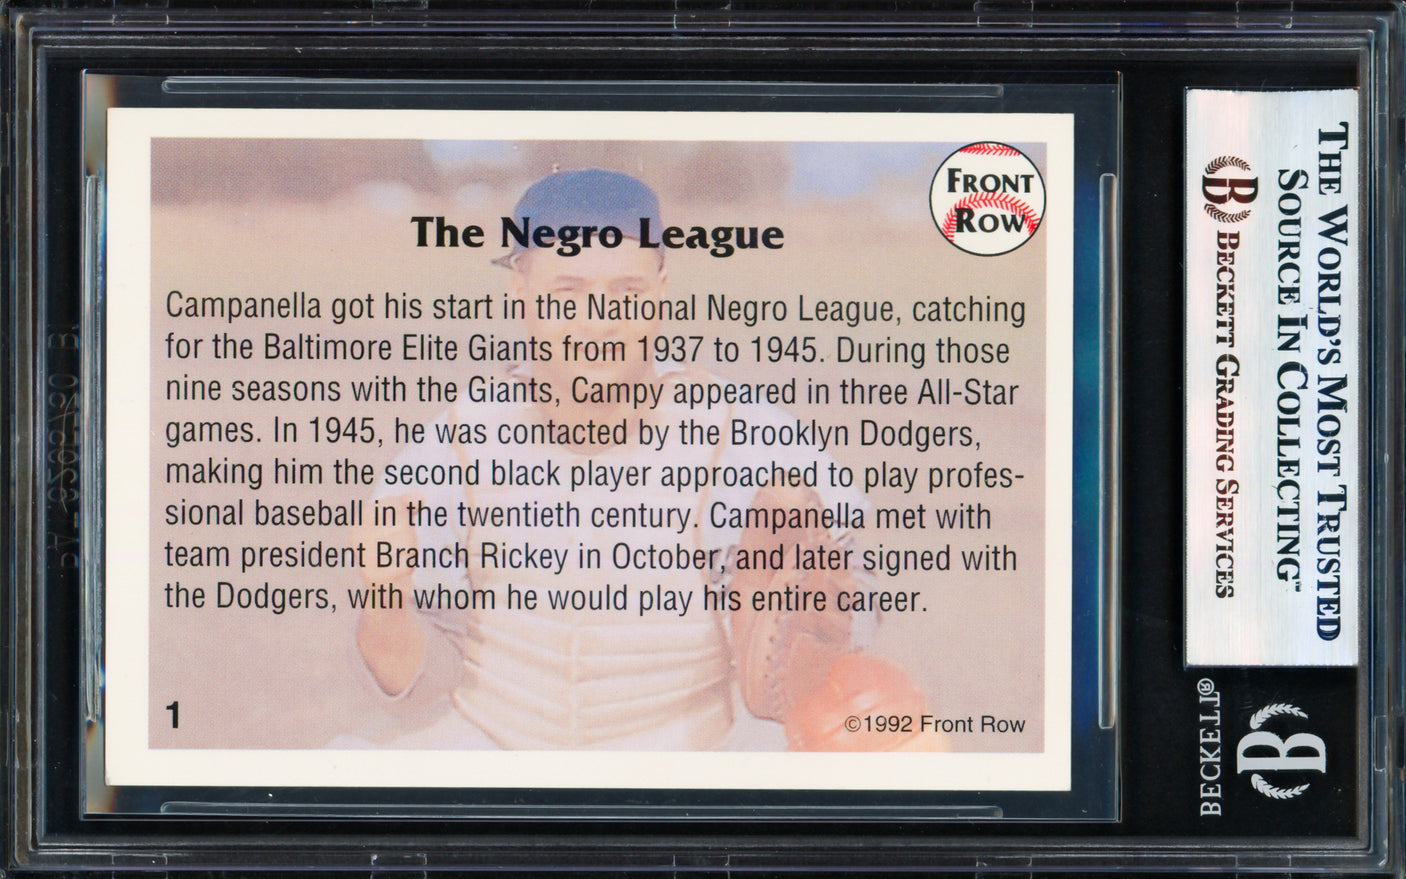 FRONT
ROW
The Negro League
Campanella got his start in the National Negro League, catching
for the Baltimore Elite Giants from 1937 to 1945. During those
nine seasons with the Giants, Campy appeared in three All-Star
games. In 1945, he was contacted by the Brooklyn Dodgers,
making him the second black player approached to play profes-
sional baseball in the twentieth century. Campanella met with
team president Branch Rickey in October, and later signed with
the Dodgers, with whom he would play his entire career.
1
©1992 Front Row
THE WORLD'S MOST TRUSTED
SOURCE IN COLLECTING™
B BECKETT GRADING SERVICES
BECKETT®
B